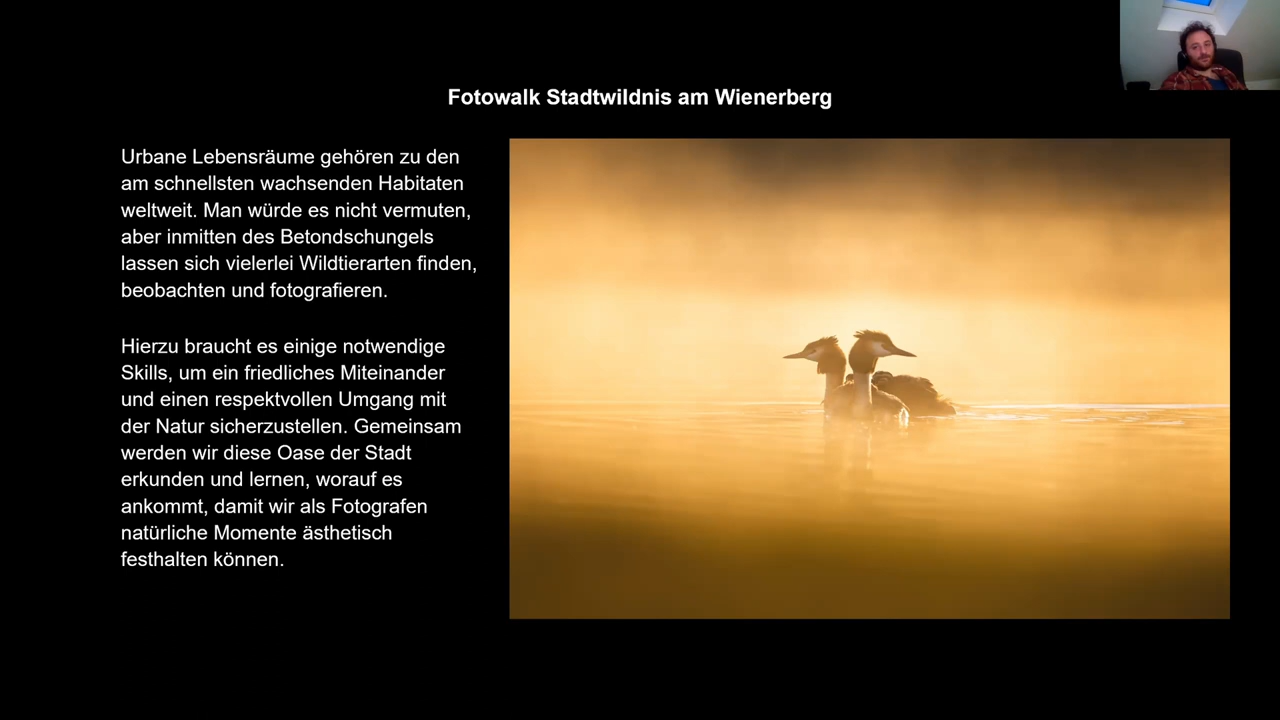 Fotowalk Stadtwildnis am Wienerberg
Urbane Lebensräume gehören zu den
am schnellsten wachsenden Habitaten
weltweit. Man würde es nicht vermuten,
aber inmitten des Betondschungels
lassen sich vielerlei Wildtierarten finden,
beobachten und fotografieren.
Hierzu braucht es einige notwendige
Skills, um ein friedliches Miteinander
und einen respektvollen Umgang mit
der Natur sicherzustellen. Gemeinsam
werden wir diese Oase der Stadt
erkunden und lernen, worauf es
ankommt, damit wir als Fotografen
natürliche Momente ästhetisch
festhalten können.